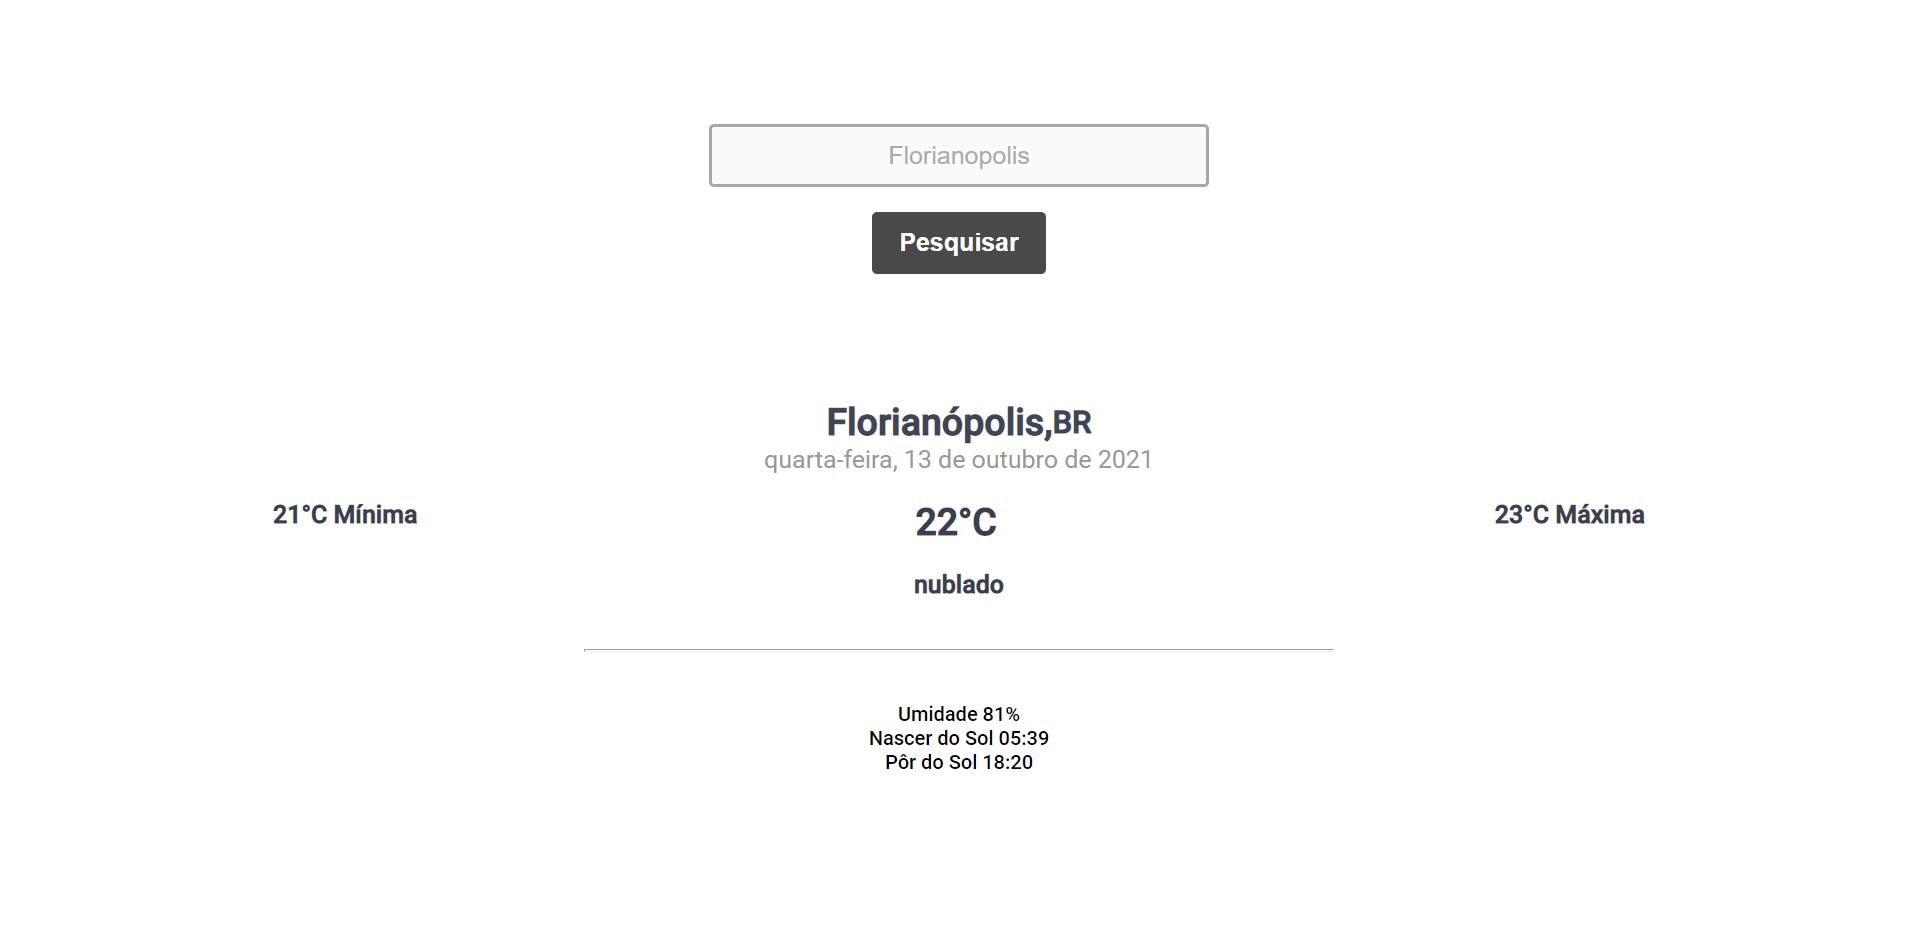 Florianopolis
Pesquisar
Florianópolis,BR
quarta-feira, 13 de outubro de 2021
21°C Mínima
22°C
23°C Máxima
nublado
Umidade 81%
Nascer do Sol 05:39
Pôr do Sol 18:20